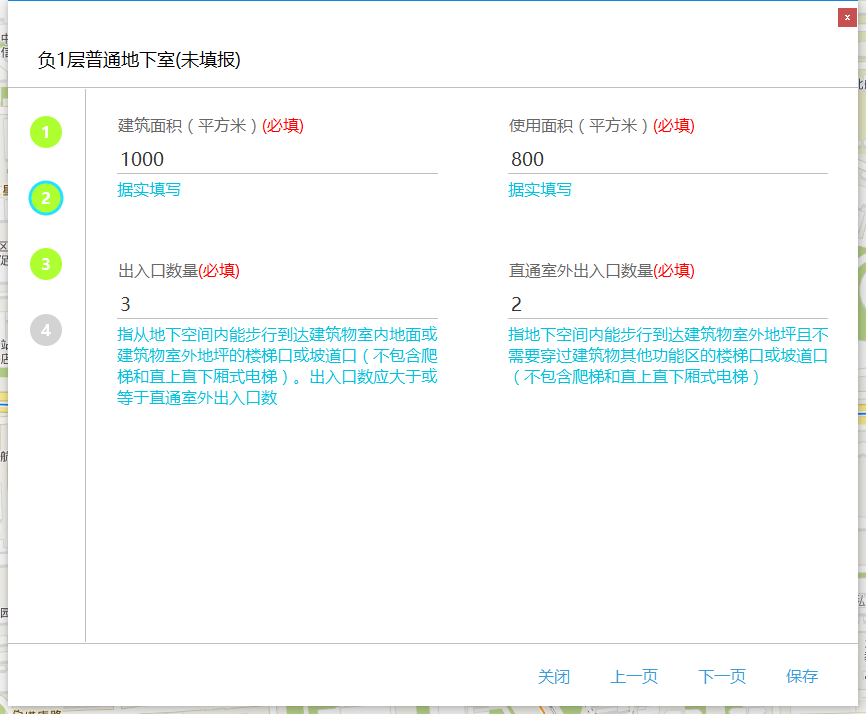 x
负1层普通地下室(未填报)
1
2
3
4
建筑面积（平方米）(必填)
1000
据实填写
使用面积（平方米）(必填)
800
据实填写
出入口数量(必填)
3
指从地下空间内能步行到达建筑物室内地面或
建筑物室外地坪的楼梯口或坡道口（不包含爬
梯和直上直下厢式电梯）。出入口数应大于或
等于直通室外出入口数
直通室外出入口数量(必填)
2
指地下空间内能步行到达建筑物室外地坪且不
需要穿过建筑物其他功能区的楼梯口或坡道口
（不包含爬梯和直上直下厢式电梯）
关闭
上一页
下一页
保存